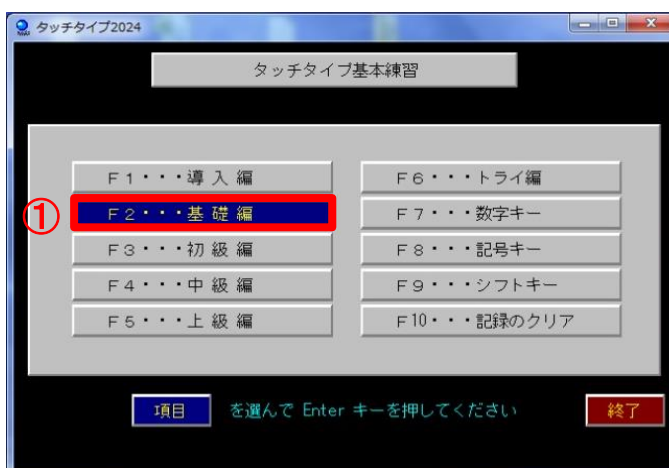 タッチタイプ2024
タッチタイプ基本練習
F1・・・導入編
F2・・・基礎編
F3・・・初級編
F4・・・中級編
F5・・・上級編
F6・・・トライ編
F7・・・数字キー
F8・・・記号キー
F9・・・シフトキー
F10・・・記録のクリア
①
項目 を選んで Enter キーを押してください 終了